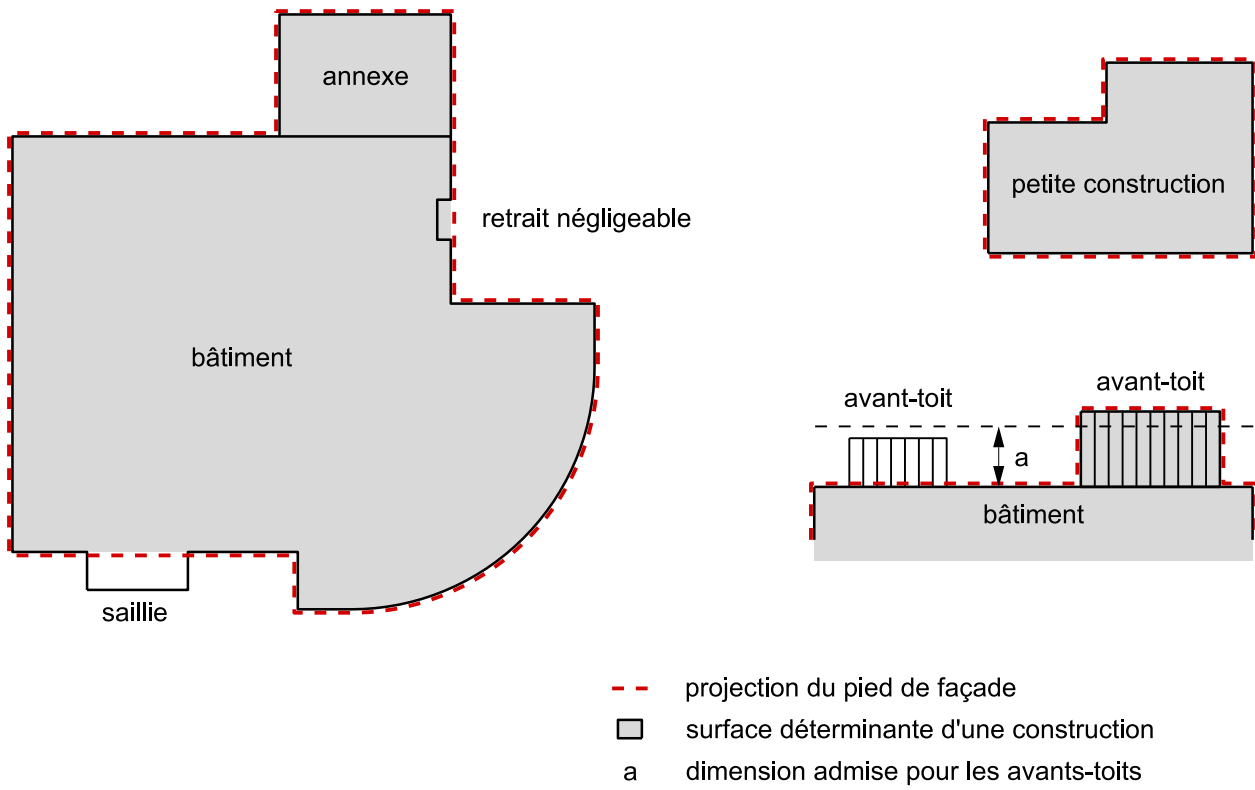 annexe
petite construction
retrait négligeable
bâtiment
avant-toit
avant-toit
a
bâtiment
saillie
projection du pied de façade
surface déterminante d'une construction
a dimension admise pour les avants-toits